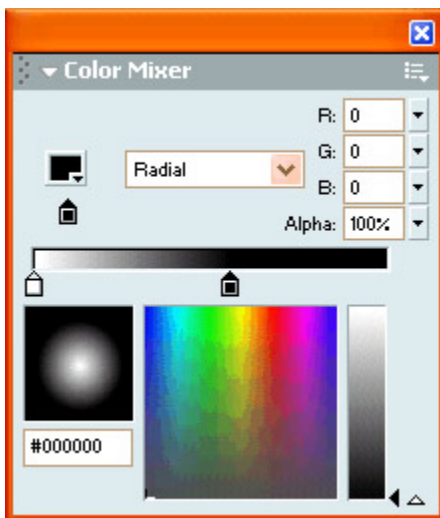 Color Mixer
R: 0
Radial
G: 0
B: 0
Alpha: 100%
#000000